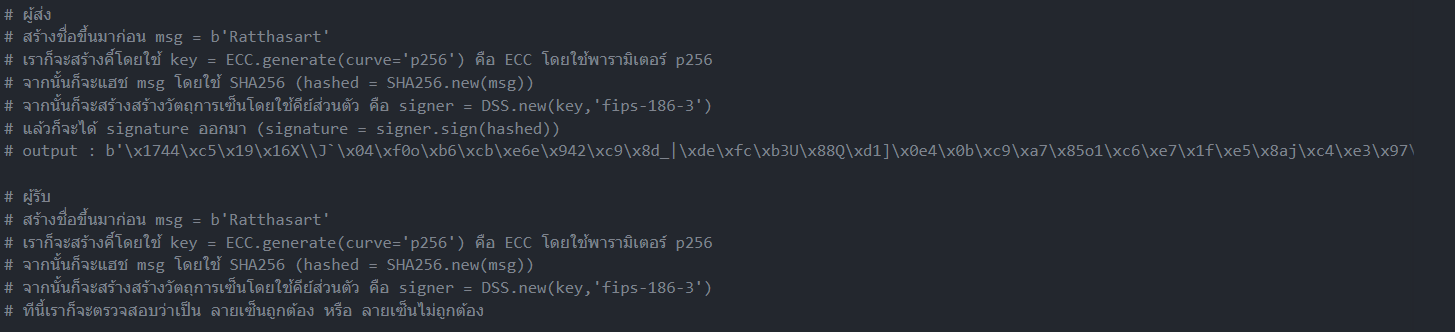 # ผู้ส่ง
# สร้างชื่อขึ้นมาก่อน msg = b'Ratthasart'
# เราก็จะสร้างคี์โดยใช้ key = ECC.generate(curve='p256') คือ ECC โดยใช้พารามิเตอร์ p256
# จากนั้นก็จะแฮช msg โดยใช้ SHA256 (hashed = SHA256.new(msg))
# จากนั้นก็จะสร้างสร้างวัตถุการเซ็นโดยใช้คีย์ส่วนตัว คือ signer = DSS.new(key,'fips-186-3')
# แล้วก็จะได้ signature ออกมา (signature = signer.sign(hashed))
# output : b'\x1744\xc5\x19\x16X\\J`\x04\xf0o\xb6\xcb\xe6e\x942\xc9\x8d_|\xde\xfc\xb3U\x88Q\xd1]\x0e4\x0b\xc9\xa7\x85o1\xc6\xe7\x1f\xe5\x8aj\xc4\xe3\x97\
# ผู้รับ
# สร้างชื่อขึ้นมาก่อน msg = b'Ratthasart'
# เราก็จะสร้างคี์โดยใช้ key = ECC.generate(curve='p256') คือ ECC โดยใช้พารามิเตอร์ p256
# จากนั้นก็จะแฮช msg โดยใช้ SHA256 (hashed = SHA256.new(msg))
# จากนั้นก็จะสร้างสร้างวัตถุการเซ็นโดยใช้คีย์ส่วนตัว คือ signer = DSS.new(key,'fips-186-3')
# ทีนี้เราก็จะตรวจสอบว่าเป็น ลายเซ็นถูกต้อง หรือ ลายเซ็นไม่ถูกต้อง